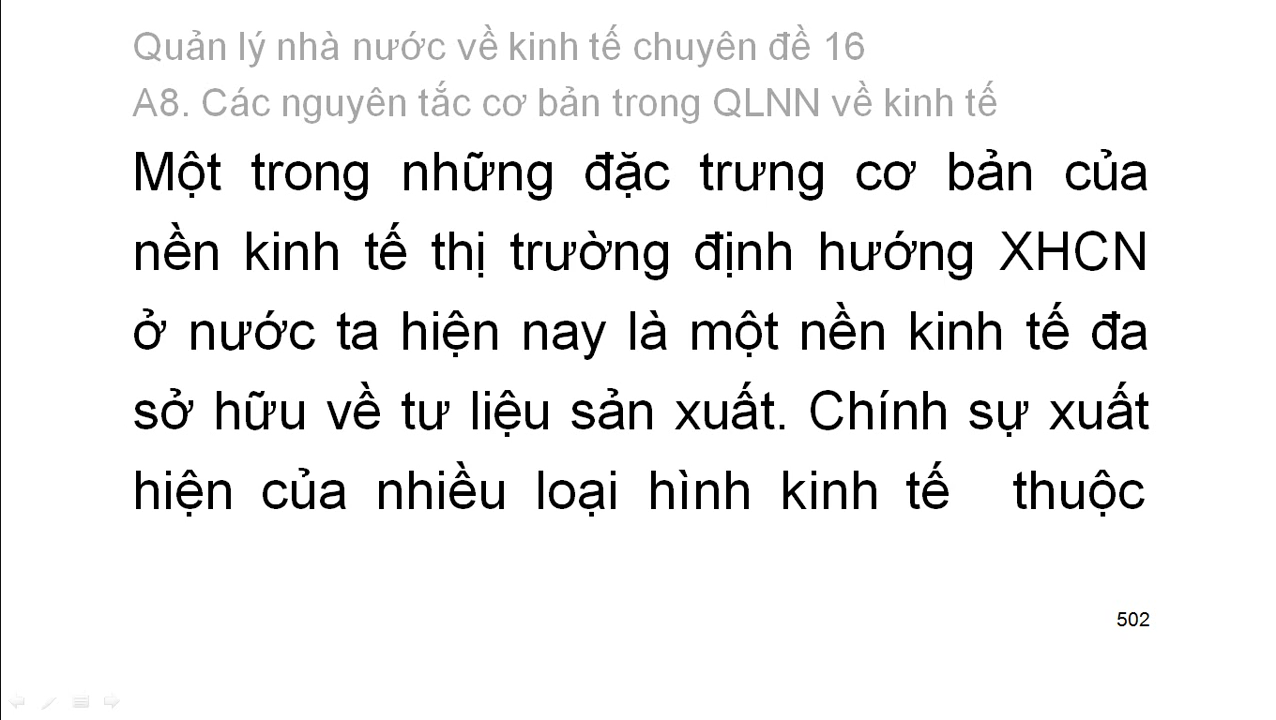 Quản lý nhà nước về kinh tế chuyên đề 16
A8. Các nguyên tắc cơ bản trong QLNN về kinh tế
Một trong những đặc trưng cơ bản của
nền kinh tế thị trường định hướng XHCN
ở nước ta hiện nay là một nền kinh tế đa
sở hữu về tư liệu sản xuất. Chính sự xuất
hiện của nhiều loại hình kinh tế thuộc
502